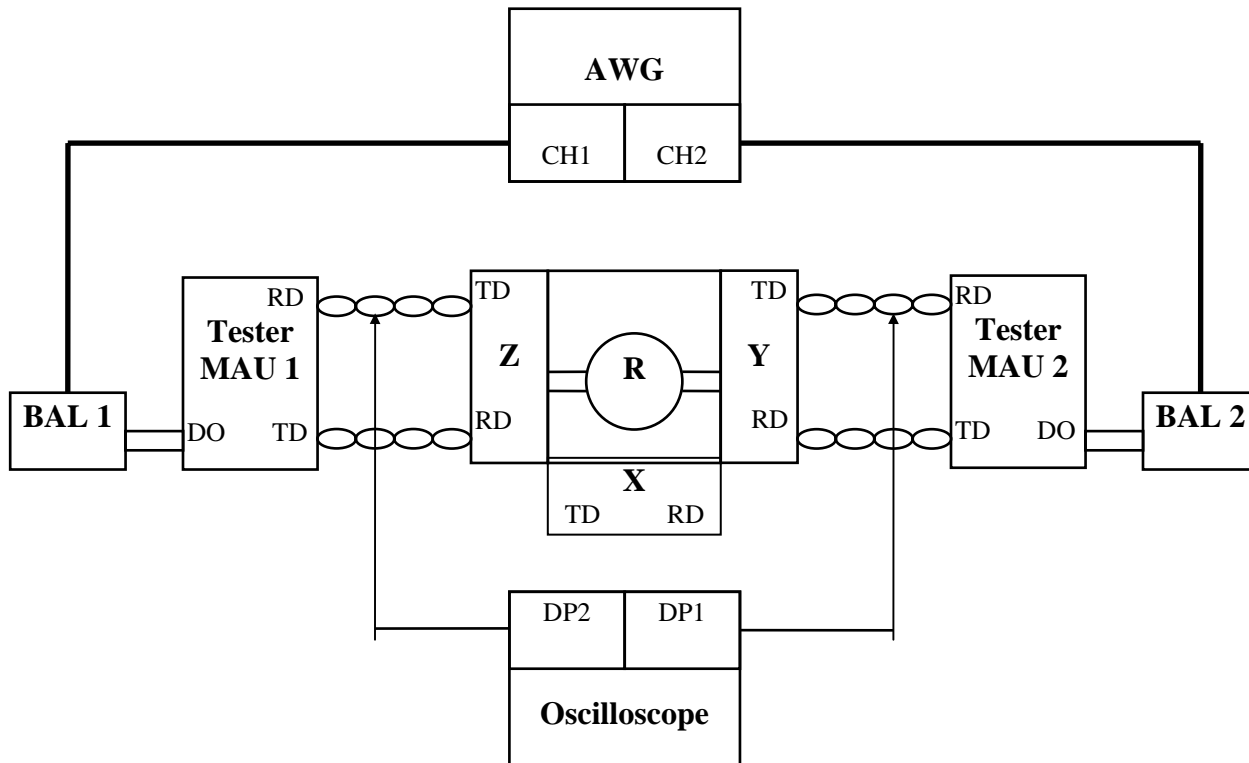 AWG
CH1
CH2
RD
Tester
MAU 1
DO
TD
BAL 1
TD
Z
RD
R
TD
Y
RD
X
TD
RD
RD
Tester
MAU 2
TD
DO
BAL 2
DP2
DP1
Oscilloscope